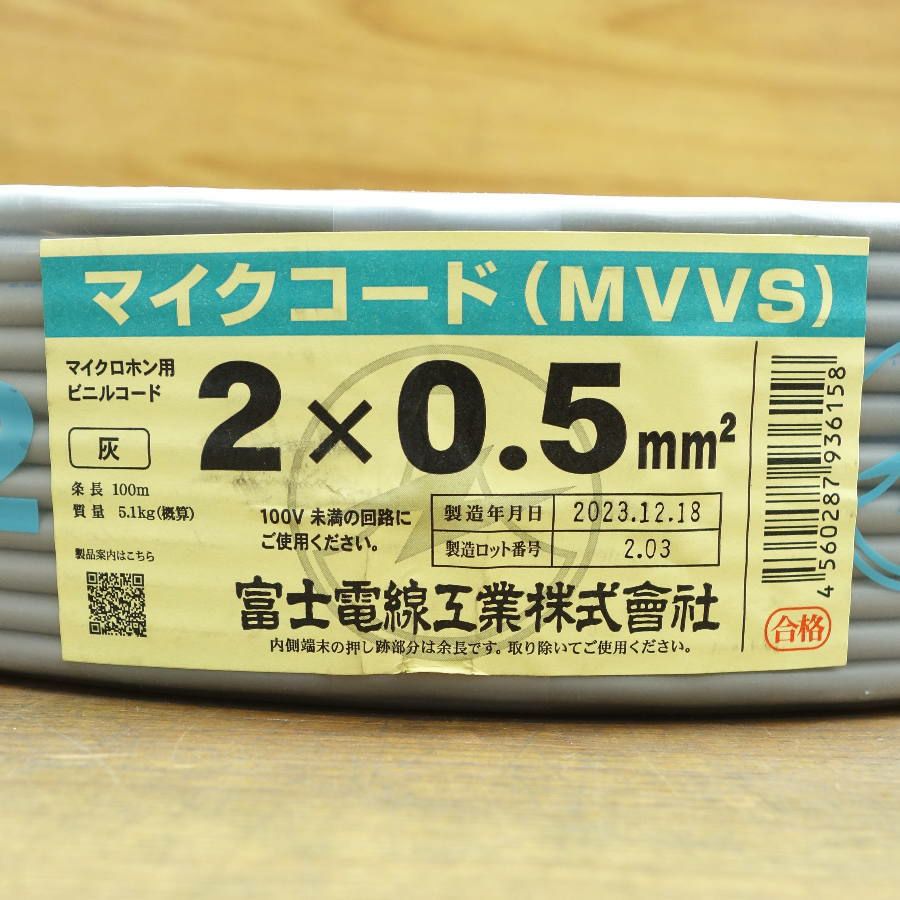 マイクコード(MVVS)
マイクロホン用
ビニルコード
2×0.5mm²
灰
条長 100m
質量 5.1kg(概算)
製品案内はこちら
100V 未満の回路に
ご使用ください。
製造年月日 2023.12.18
製造ロット番号 2.03
富士電線工業株式會社
内側端末の押し跡部分は余長です。取り除いてご使用ください。
4560287936158
合格
2